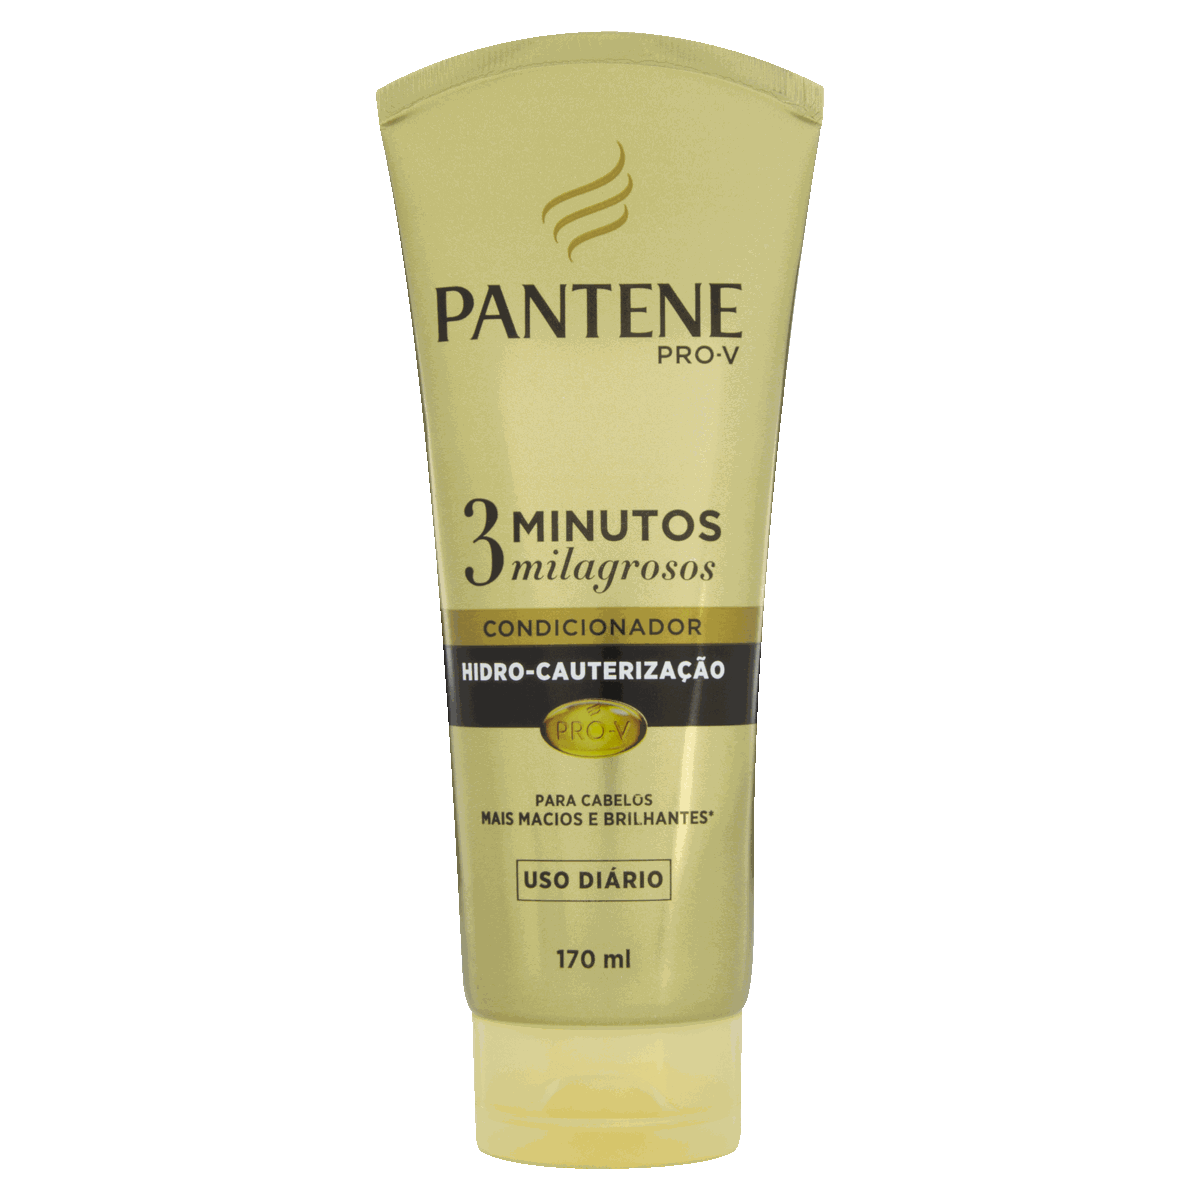 PANTENE
PRO-V
3 MINUTOS
milagrosos
CONDICIONADOR
HIDRO-CAUTERIZAÇÃO
PRO-V
PARA CABELOS
MAIS MACIOS E BRILHANTES*
USO DIÁRIO
170 ml